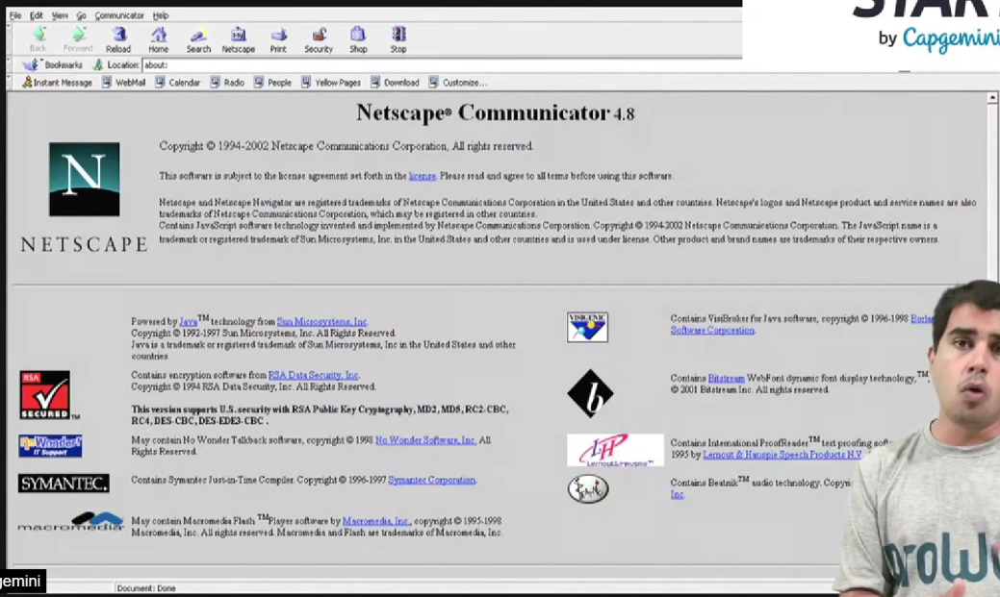 START
by Capgemini
File Edit View Go Communicator Help
Back Forward Reload Home Search Netscape Print Security Shop Stop
Bookmarks Location: about:
Instant Message WebMail Calendar Radio People Yellow Pages Download Customize...
Netscape® Communicator 4.8
Copyright © 1994-2002 Netscape Communications Corporation, All rights reserved.
This software is subject to the license agreement set forth in the license. Please read and agree to all terms before using this software.
Netscape and Netscape Navigator are registered trademarks of Netscape Communications Corporation in the United States and other countries. Netscape's logos and Netscape product and service names are also
trademarks of Netscape Communications Corporation, which may be registered in other countries.
Contains JavaScript software technology invented and implemented by Netscape Communications Corporation. Copyright © 1994-2002. The JavaScript name is a
trademark or registered trademark of Sun Microsystems, Inc. in the United States and other countries and is used under license. Other product and brand names are trademarks of their respective owners.
N
NETSCAPE
Powered by Java™ technology from Sun Microsystems, Inc.
Copyright © 1992-1997 Sun Microsystems, Inc. All Rights Reserved.
Java is a trademark or registered trademark of Sun Microsystems, Inc in the United States and other
countries
RSA
SECURED™
Contains encryption software from RSA Data Security, Inc.
Copyright © 1994 RSA Data Security, Inc. All Rights Reserved.
This version supports U.S. security with RSA Public Key Cryptography, MD2, MD5, RC2-CBC,
RC4, DES-CBC, DES-EDE3-CBC .
NoWonder!
IT Support
May contain No Wonder Talkback software, copyright © 1998 No Wonder Software, Inc. All
Rights Reserved.
SYMANTEC.
Contains Symantec Just-in-Time Compiler. Copyright © 1996-1997 Symantec Corporation.
macromedia
May contain Macromedia Flash ™Player software by Macromedia, Inc., copyright © 1995-1998
Macromedia, Inc. All rights reserved. Macromedia and Flash are trademarks of Macromedia, Inc.
VISIGENIC
Contains VisiBroker for Java software, copyright © 1996-1998 Borla
Software Corporation.
b
Contains Bitstream WebFont dynamic font display technology,™,
© 2001 Bitstream Inc. All rights reserved.
L&H
Lernout & Hauspie™
Contains International ProofReader™ text proofing sof
1995 by Lernout & Hauspie Speech Products N.V
Contains Beatnik™ audio technology. Copyri
Inc.
proW
gemini
Document: Done